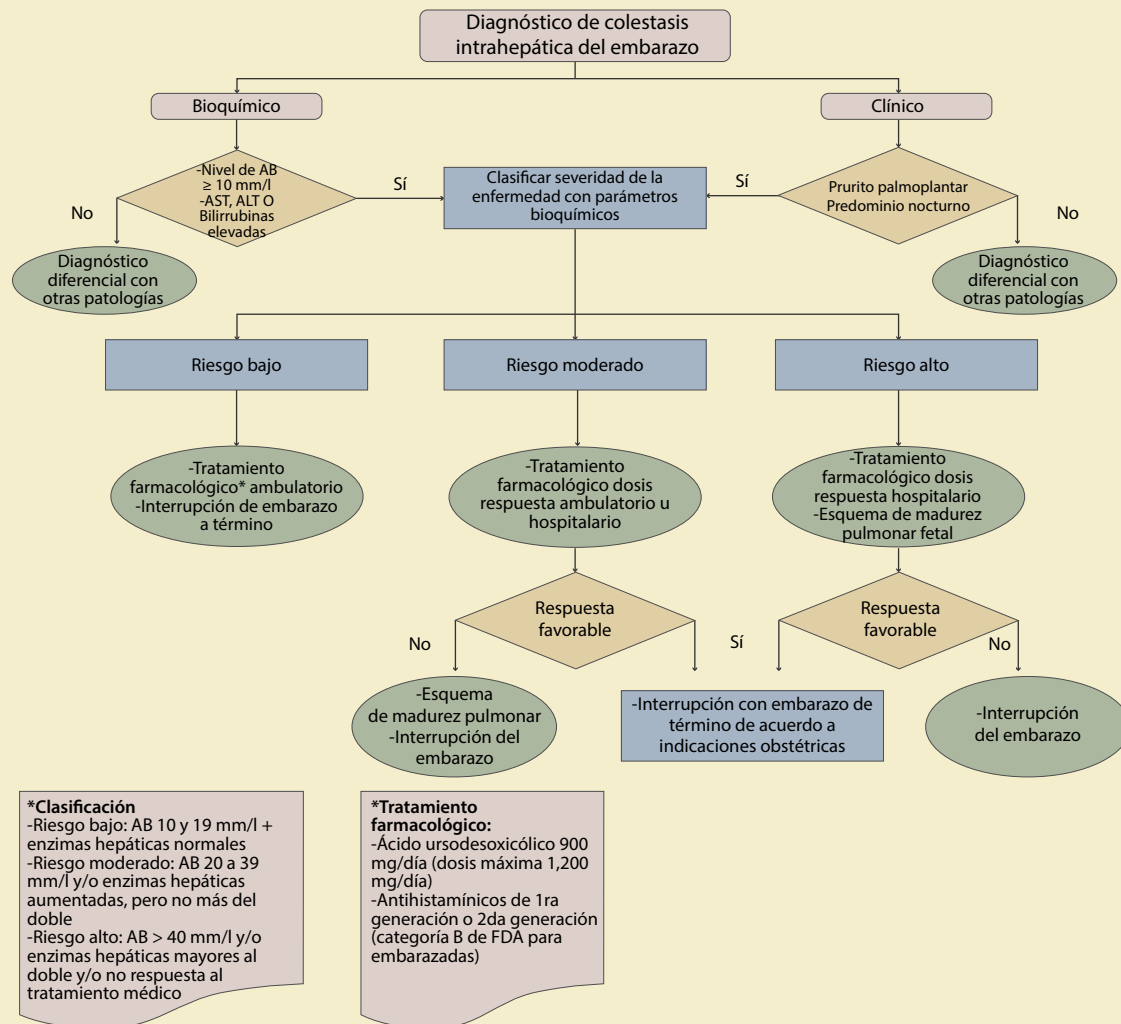 Diagnóstico de colestasis
intrahepática del embarazo
Bioquímico
Clínico
-Nivel de AB
≥ 10 mm/l
-AST, ALT O
Bilirrubinas
elevadas
Sí
No
Clasificar severidad de la
enfermedad con parámetros
bioquímicos
Sí
Prurito palmoplantar
Predominio nocturno
No
Diagnóstico
diferencial con
otras patologías
Diagnóstico
diferencial con
otras patologías
Riesgo bajo
Riesgo moderado
Riesgo alto
-Tratamiento
farmacológico* ambulatorio
-Interrupción de embarazo
a término
-Tratamiento
farmacológico dosis
respuesta ambulatorio u
hospitalario
-Tratamiento
farmacológico dosis
respuesta hospitalario
-Esquema de madurez
pulmonar fetal
Respuesta
favorable
Respuesta
favorable
No
Sí
No
-Esquema
de madurez pulmonar
-Interrupción del
embarazo
-Interrupción con embarazo de
término de acuerdo a
indicaciones obstétricas
-Interrupción
del embarazo
*Clasificación
-Riesgo bajo: AB 10 y 19 mm/l +
enzimas hepáticas normales
-Riesgo moderado: AB 20 a 39
mm/l y/o enzimas hepáticas
aumentadas, pero no más del
doble
-Riesgo alto: AB > 40 mm/l y/o
enzimas hepáticas mayores al
doble y/o no respuesta al
tratamiento médico
*Tratamiento
farmacológico:
-Ácido ursodesoxicólico 900
mg/día (dosis máxima 1,200
mg/día)
-Antihistamínicos de 1ra
generación o 2da generación
(categoría B de FDA para
embarazadas)